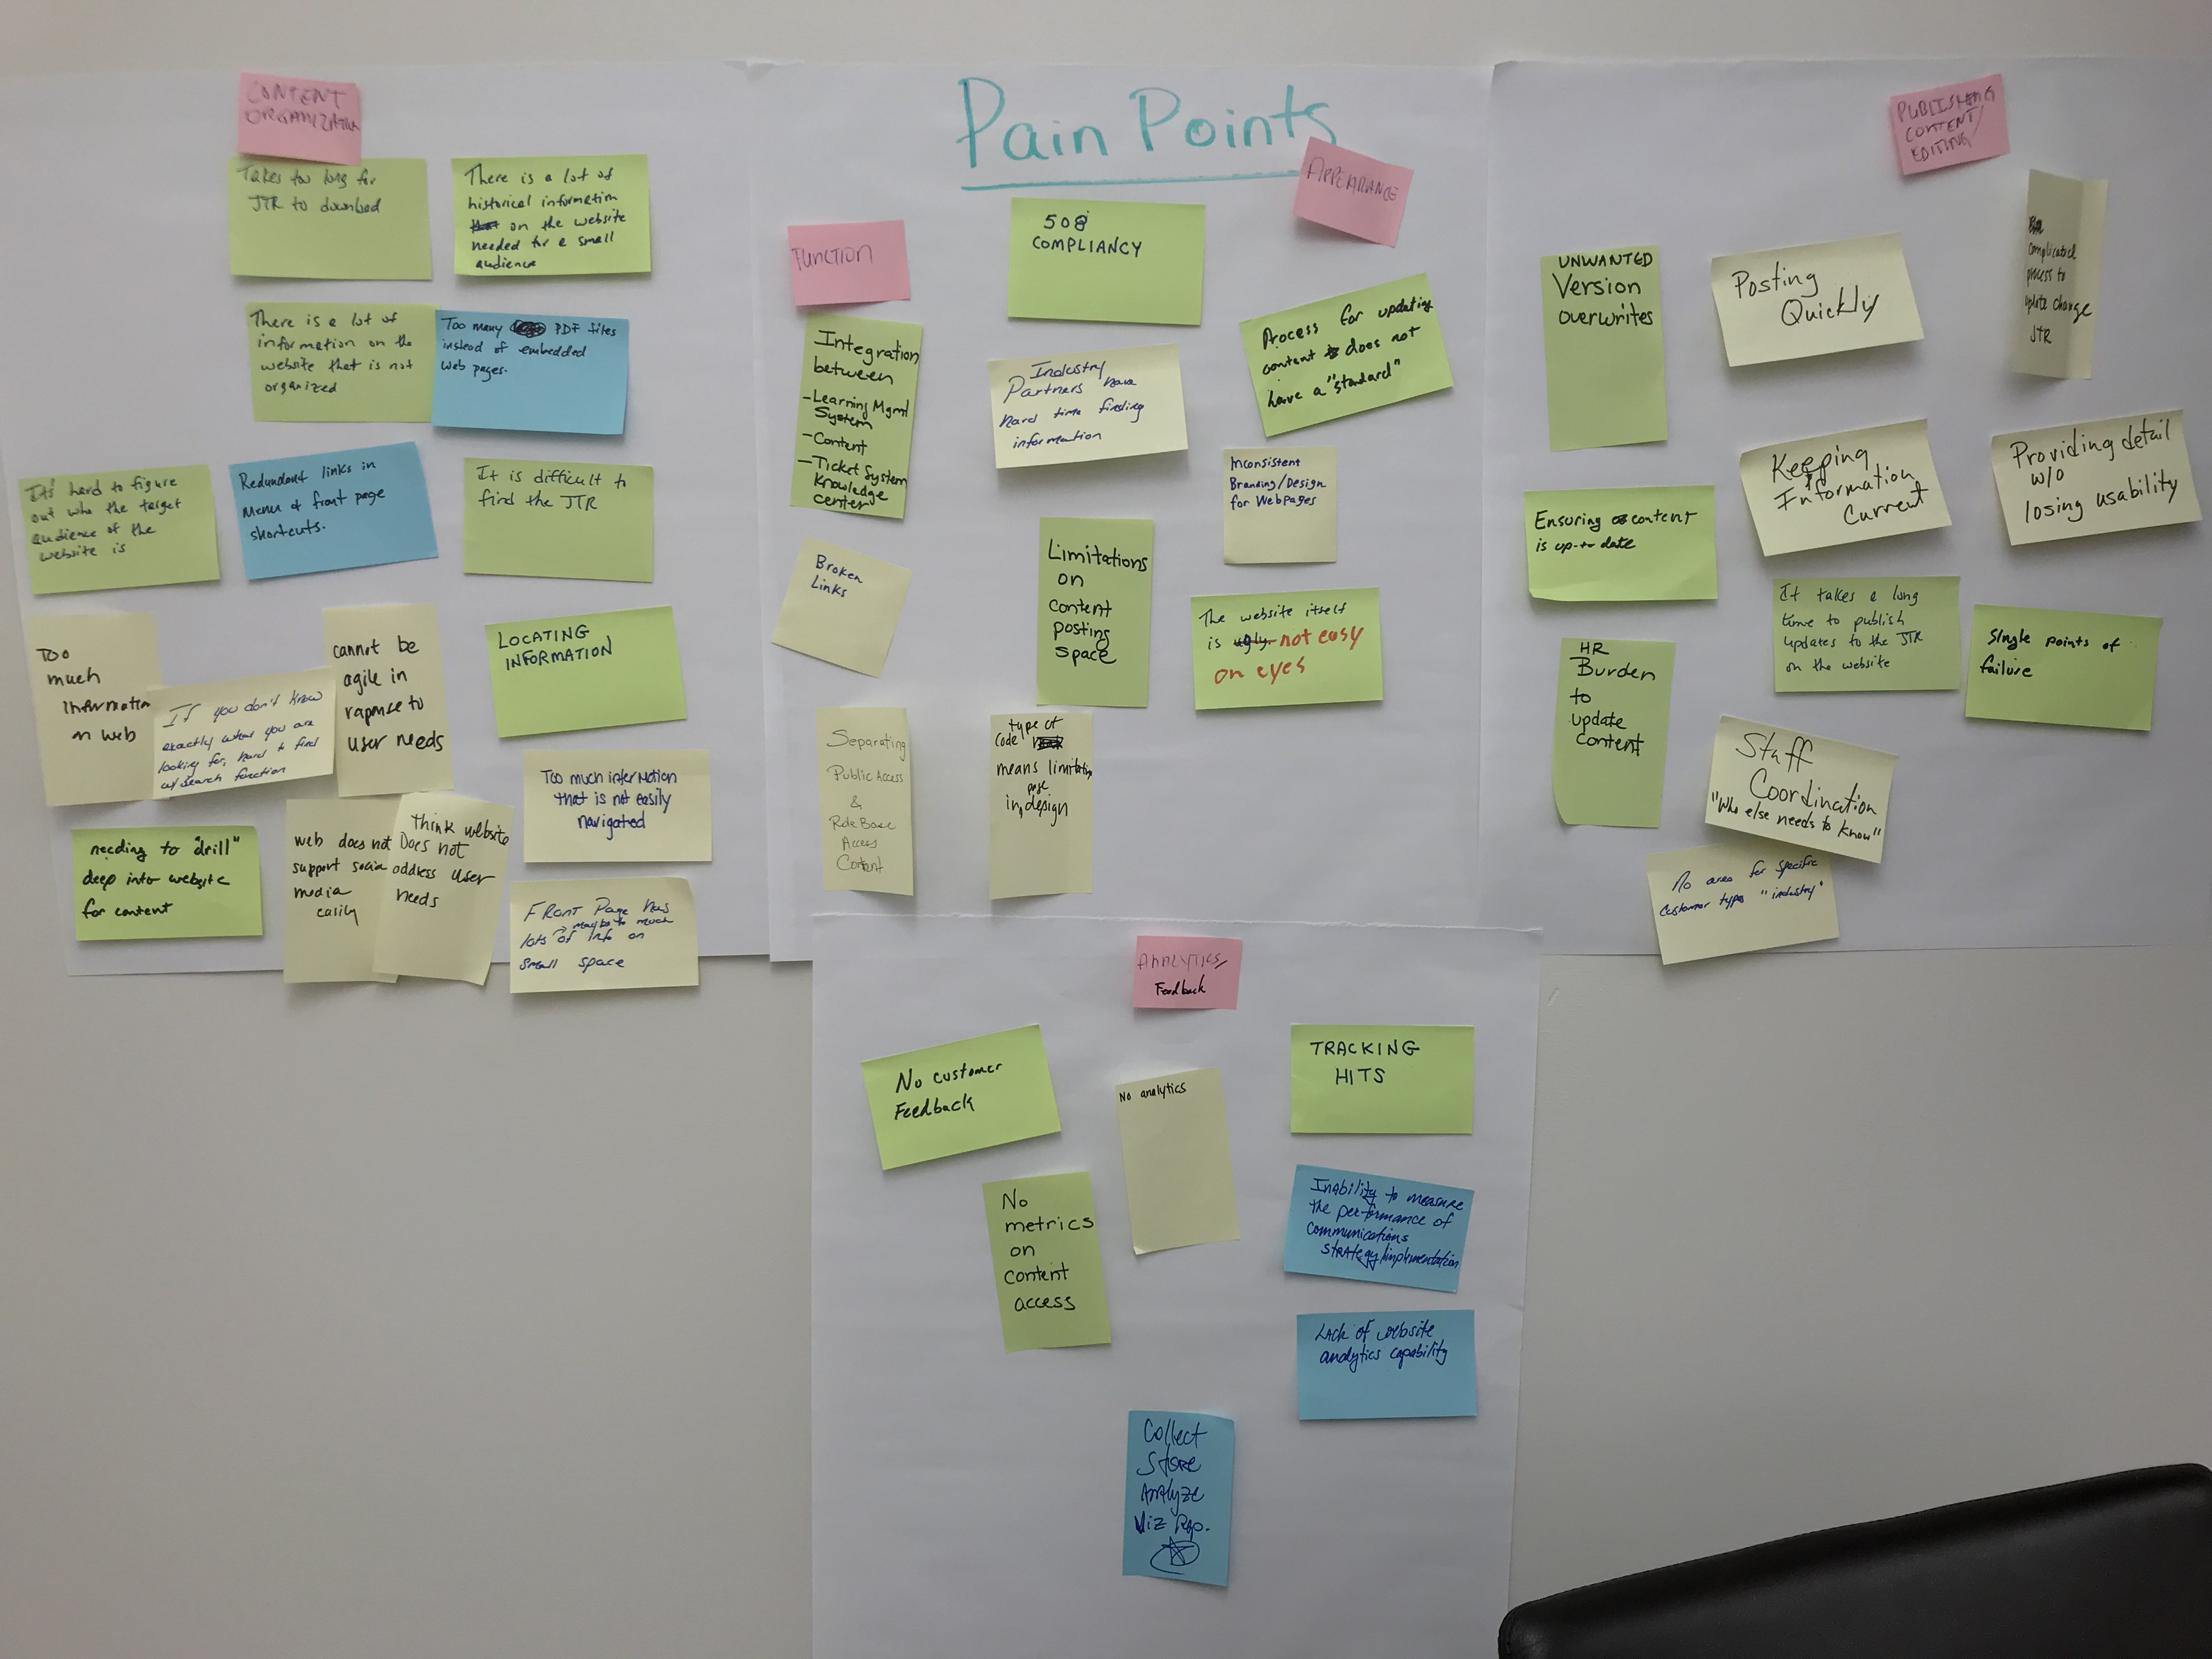 Pain Points
CONTENT
ORGANIZATION
Takes too long for
JTR to download
There is a lot of
historical information
on the website
needed for a small
audience
There is a lot of
information on the
website that is not
organized
Too many PDF files
instead of embedded
web pages.
It's hard to figure
out who the target
audience of the
website is
Redundant links in
menu & front page
shortcuts.
It is difficult to
find the JTR
Too
much
information
on web
If you don't know
exactly what you are
looking for, hard to find
w/search function
cannot be
agile in
raponse to
user needs
LOCATING
INFORMATION
Too much information
that is not easily
navigated
needing to "drill"
deep into website
for content
web does not
support social
media
easily
Think website
Does not
address user
needs
FRONT Page has
maybe to much
lots of info on
small space
FUNCTION
Integration
between
-Learning Mgmt
System
-Content
-Ticket System
Knowledge
center
Broken
Links
Separating
Public Access
&
Role Base
Access
Content
508
COMPLIANCY
Industry
Partners have
hard time finding
information
Limitations
on
content
posting
space
type of
code
means limitation
page
in design
APPEARANCE
Process for updating
content does not
have a "standard"
Inconsistent
Branding/Design
for Webpages
The website itself
is ugly. not easy
on eyes
PUBLISHING
CONTENT/
EDITING
UNWANTED
Version
overwrites
Posting
Quickly
complicated
process to
update change
JTR
Ensuring content
is up-to date
Keeping
Information
Current
Providing detail
w/o
losing usability
HR
Burden
to
update
content
It takes a long
time to publish
updates to the JTR
on the website
Single points of
failure
Staff
Coordination
"Who else needs to know"
No area for specific
customer types "industry"
ANALYTICS/
Feedback
No customer
Feedback
No analytics
TRACKING
HITS
No
metrics
on
content
access
Inability to measure
the performance of
communications
strategy/implementation
Lack of website
analytics capability
Collect
Store
Analyze
Viz Rep.